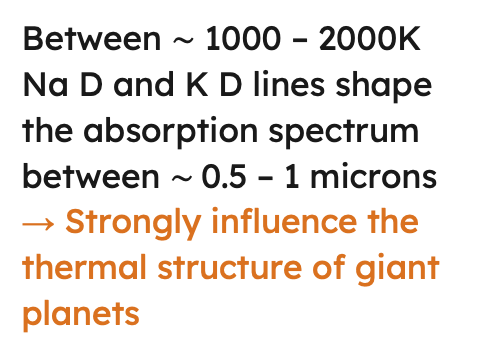 Between ~ 1000 – 2000K
Na D and K D lines shape
the absorption spectrum
between ~ 0.5 – 1 microns
→ Strongly influence the
thermal structure of giant
planets